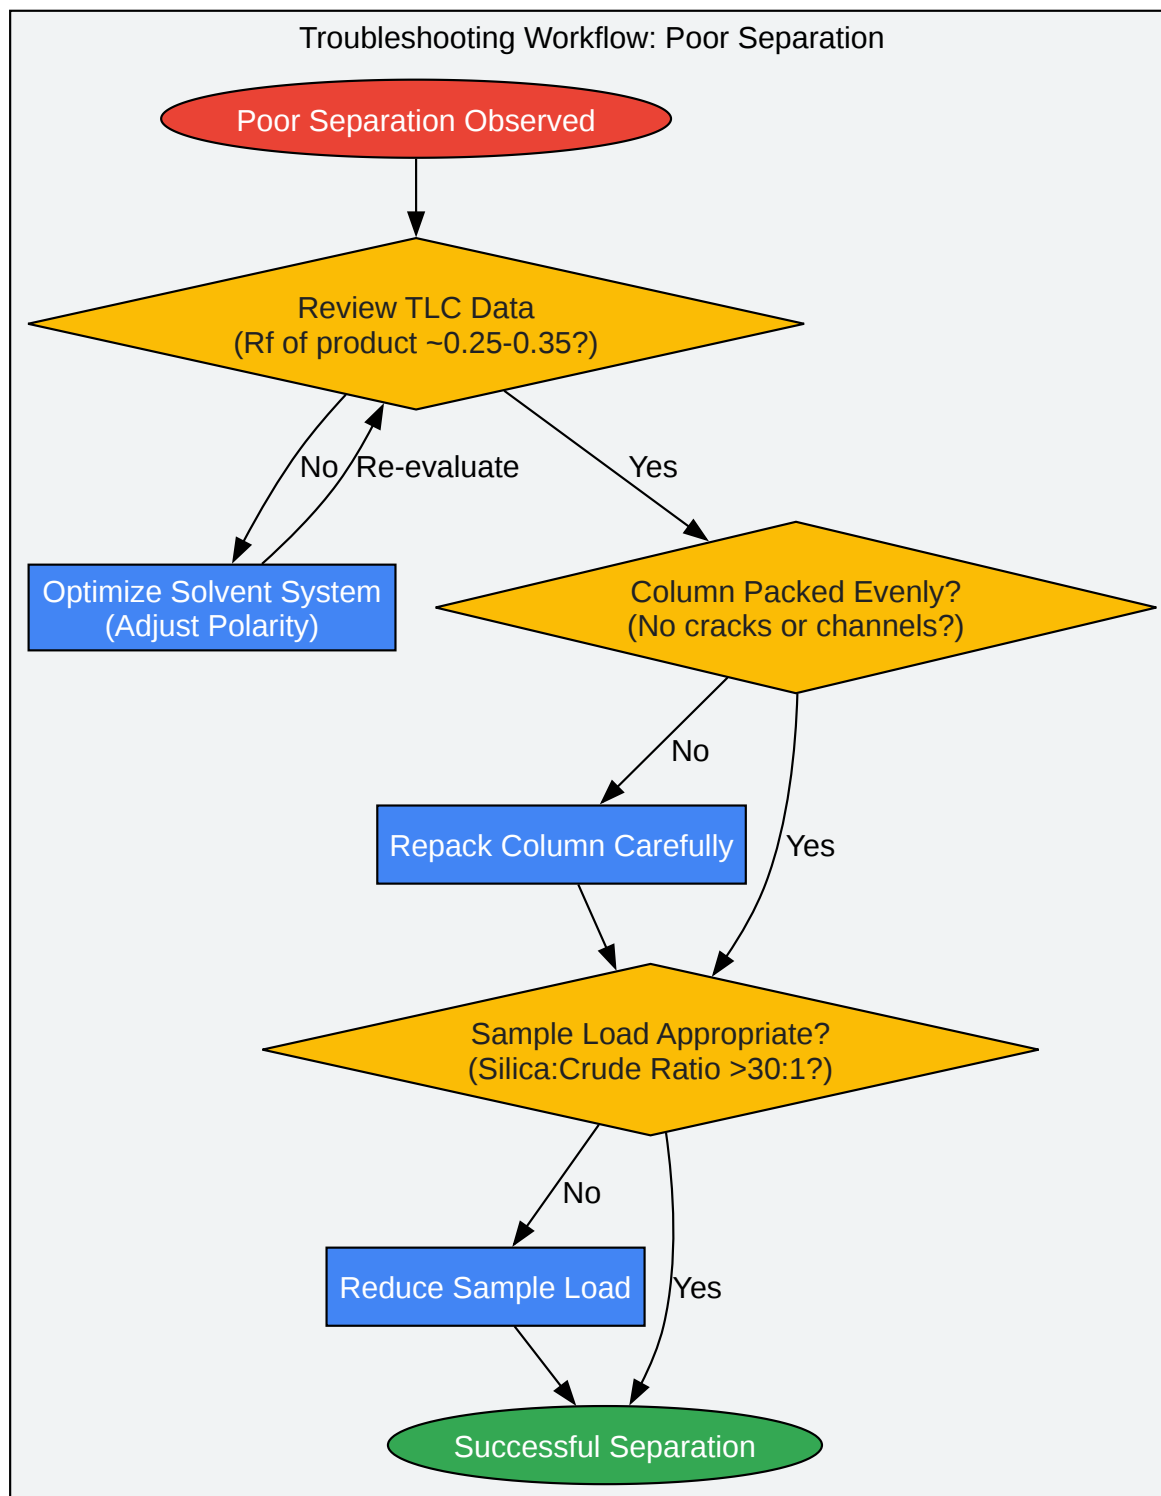 Troubleshooting Workflow: Poor Separation
Poor Separation Observed
Review TLC Data
(Rf of product ~0.25-0.35?)
No
Re-evaluate
Yes
Optimize Solvent System
(Adjust Polarity)
Column Packed Evenly?
(No cracks or channels?)
No
Repack Column Carefully
Yes
Sample Load Appropriate?
(Silica:Crude Ratio >30:1?)
No
Reduce Sample Load
Yes
Successful Separation